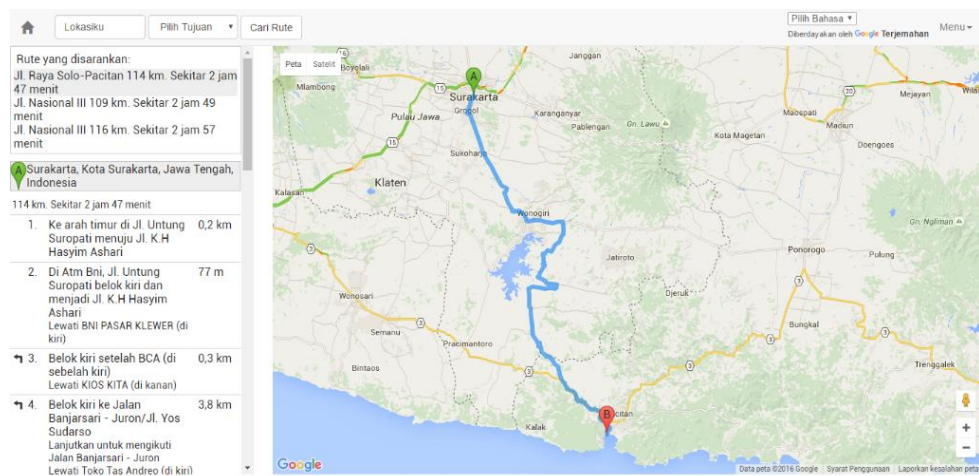 Lokasiku
Pilih Tujuan
Cari Rute
Pilih Bahasa
Diberdayakan oleh Google Terjemahan
Menu
Rute yang disarankan:
Jl. Raya Solo-Pacitan 114 km. Sekitar 2 jam
47 menit
Jl. Nasional III 109 km. Sekitar 2 jam 49
menit
Jl. Nasional III 116 km. Sekitar 2 jam 57
menit
A
Surakarta, Kota Surakarta, Jawa Tengah,
Indonesia
114 km. Sekitar 2 jam 47 menit
1. Ke arah timur di Jl. Untung 0,2 km
Suropati menuju Jl. K.H
Hasyim Ashari
2. Di Atm Bni, Jl. Untung 77 m
Suropati belok kiri dan
menjadi Jl. K.H Hasyim
Ashari
Lewati BNI PASAR KLEWER (di
kiri)
3. Belok kiri setelah BCA (di 0,3 km
sebelah kiri)
Lewati KIOS KITA (di kanan)
4. Belok kiri ke Jalan 3,8 km
Banjarsari - Juron/Jl. Yos
Sudarso
Lanjutkan untuk mengikuti
Jalan Banjarsari - Juron
Lewati Toko Tas Andreo (di kiri)
Peta
Satelit
Boyolali
Janggan
Mlambong
15
A
Surakarta
Grogol
Pulau Jawa
Karanganyar
Pablengan
Gn. Lawu
Kota Magetan
Maospati
Madiun
20
Mejayan
Doengoes
15
Sukoharjo
Klaten
Kalasan
Wonogiri
Gn. Ngliman
3
Jatiroto
Ponorogo
Pulung
3
Wonosari
Djeruk
Semanu
Pracimantoro
Bungkal
Bintaos
3
3
Trenggalek
3
B
Kalak
Google
Data peta ©2016 Google
Syarat Penggunaan
Laporkan kesalahan peta